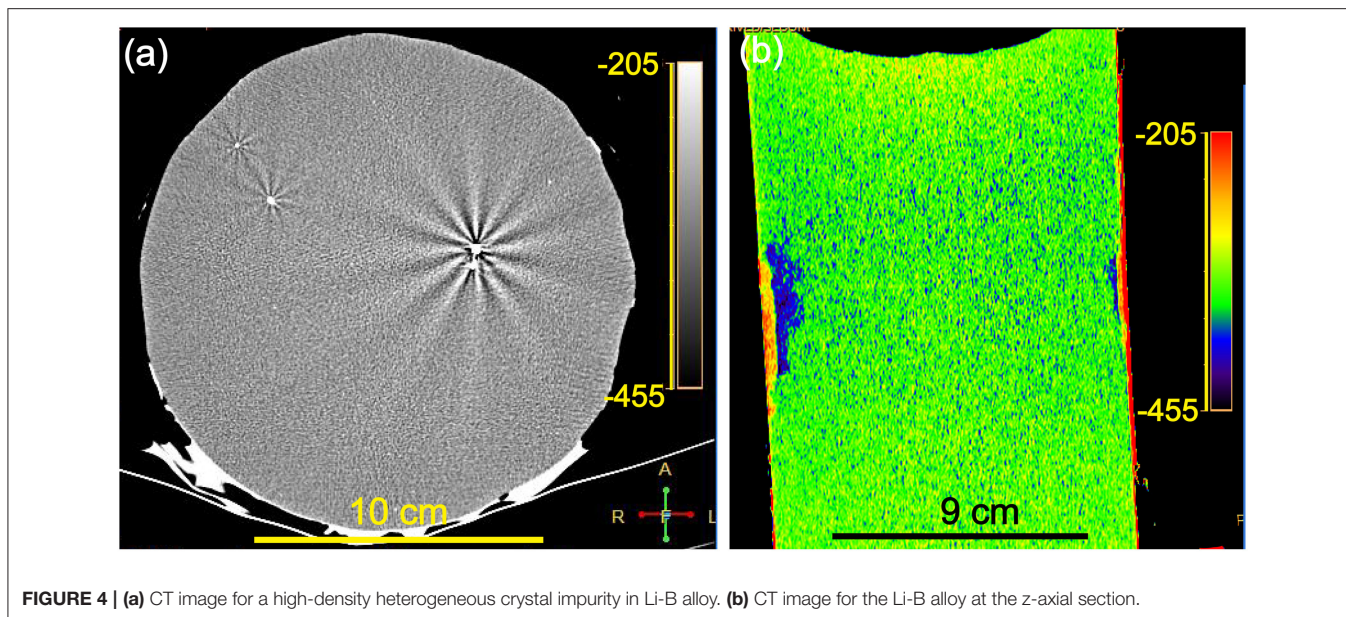 (a)
-205
-455
A
R F L
10 cm
(b)
-205
-455
9 cm
FIGURE 4 | (a) CT image for a high-density heterogeneous crystal impurity in Li-B alloy. (b) CT image for the Li-B alloy at the z-axial section.